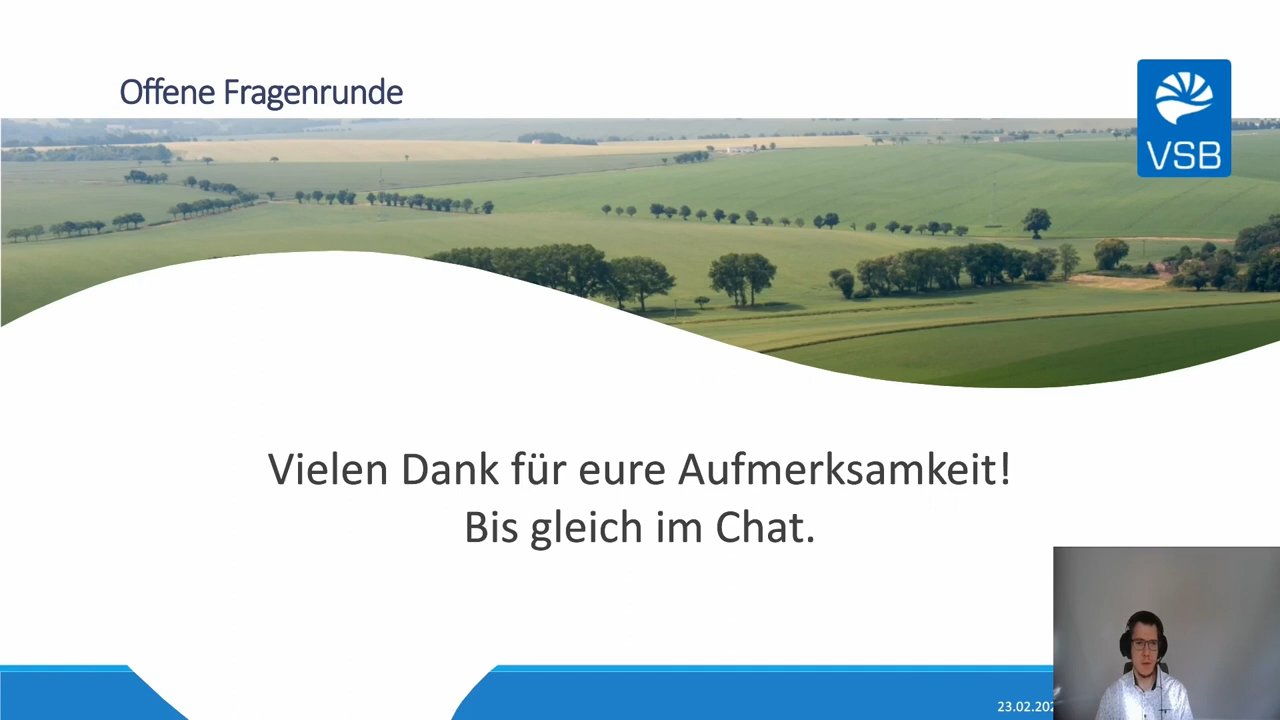 Offene Fragenrunde
VSB
Vielen Dank für eure Aufmerksamkeit!
Bis gleich im Chat.